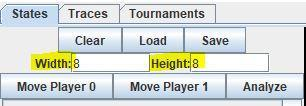 States Traces Tournaments
Clear Load Save
Width: 8 Height: 8
Move Player 0 Move Player 1 Analyze